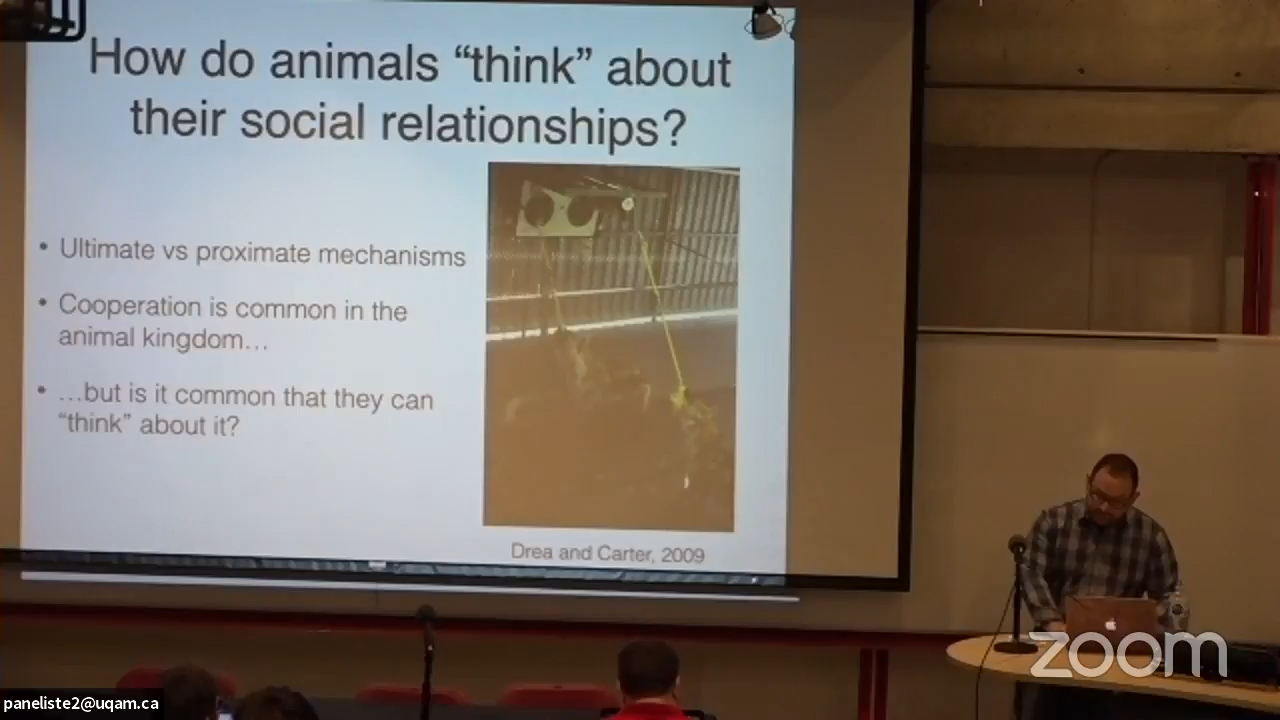 How do animals “think” about
their social relationships?
• Ultimate vs proximate mechanisms
• Cooperation is common in the
animal kingdom…
• …but is it common that they can
“think” about it?
Drea and Carter, 2009
zoom
paneliste2@uqam.ca